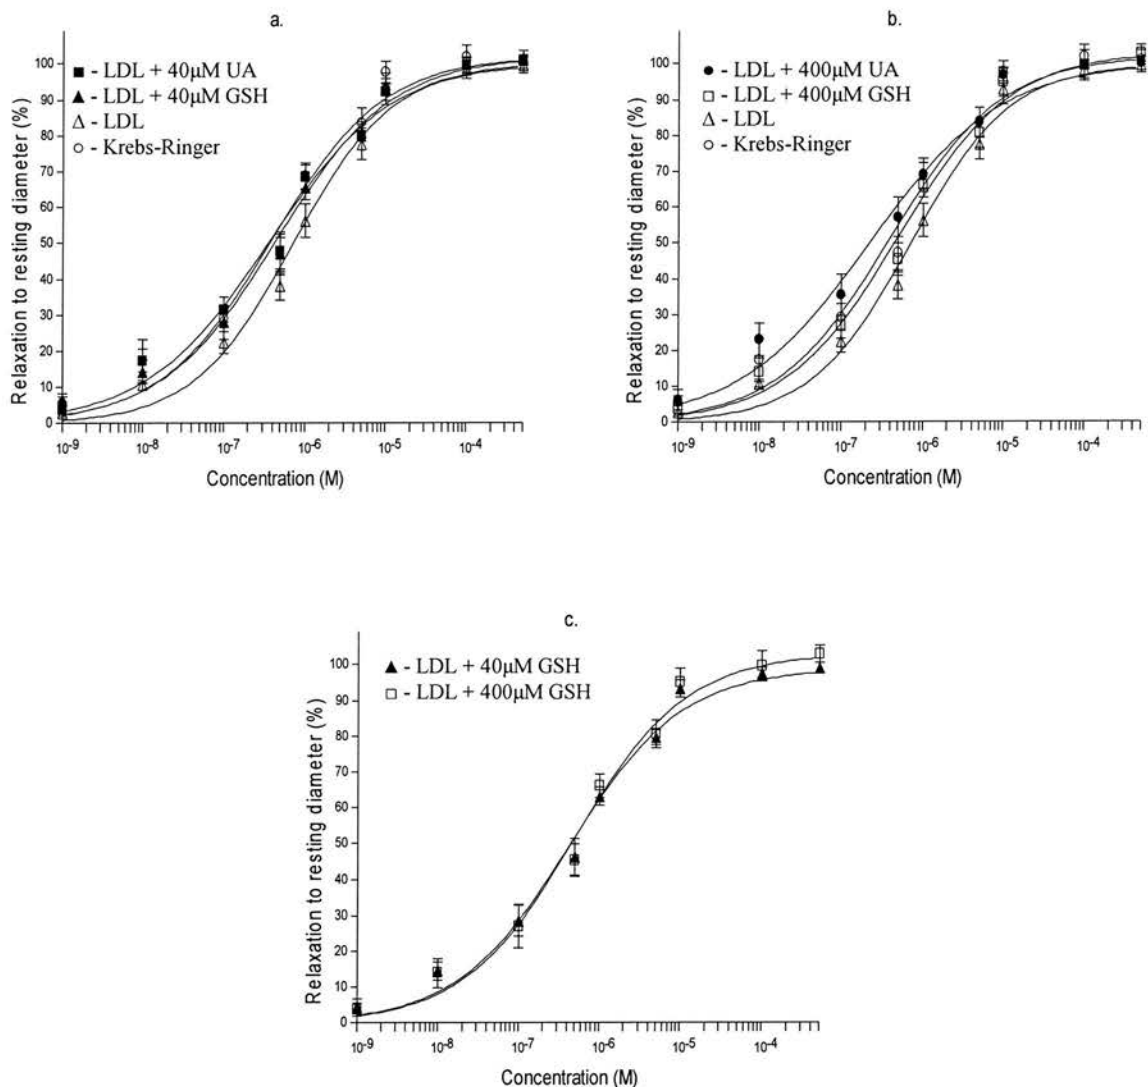 a.
■ - LDL + 40μM UA
▲ - LDL + 40μM GSH
△ - LDL
○ - Krebs-Ringer
Relaxation to resting diameter (%)
100
90
80
70
60
50
40
30
20
10
0
10⁻⁹ 10⁻⁸ 10⁻⁷ 10⁻⁶ 10⁻⁵ 10⁻⁴
Concentration (M)
b.
● - LDL + 400μM UA
□ - LDL + 400μM GSH
△ - LDL
○ - Krebs-Ringer
Relaxation to resting diameter (%)
100
90
80
70
60
50
40
30
20
10
0
10⁻⁹ 10⁻⁸ 10⁻⁷ 10⁻⁶ 10⁻⁵ 10⁻⁴
Concentration (M)
c.
▲ - LDL + 40μM GSH
□ - LDL + 400μM GSH
Relaxation to resting diameter (%)
100
90
80
70
60
50
40
30
20
10
0
10⁻⁹ 10⁻⁸ 10⁻⁷ 10⁻⁶ 10⁻⁵ 10⁻⁴
Concentration (M)